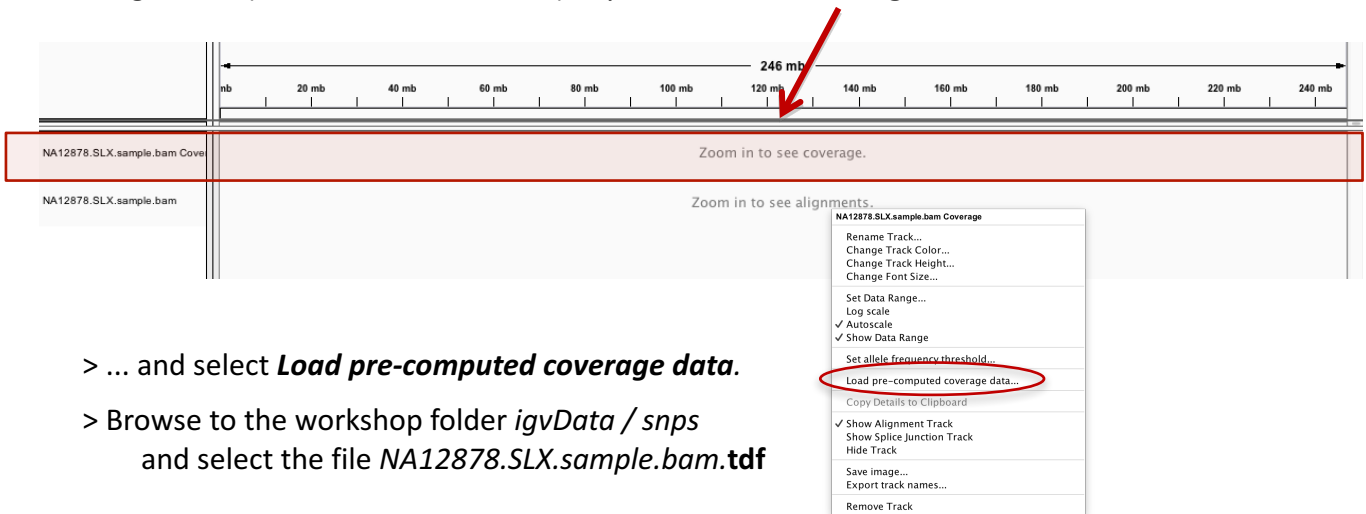 246 mb
mb 20 mb 40 mb 60 mb 80 mb 100 mb 120 mb 140 mb 160 mb 180 mb 200 mb 220 mb 240 mb
NA12878.SLX.sample.bam Cove
Zoom in to see coverage.
NA12878.SLX.sample.bam
Zoom in to see alignments.
NA12878.SLX.sample.bam Coverage
Rename Track...
Change Track Color...
Change Track Height...
Change Font Size...
Set Data Range...
Log scale
✓ Autoscale
✓ Show Data Range
Set allele frequency threshold...
Load pre-computed coverage data...
Copy Details to Clipboard
✓ Show Alignment Track
Show Splice Junction Track
Hide Track
Save image...
Export track names...
Remove Track
> ... and select Load pre-computed coverage data.
> Browse to the workshop folder igvData / snps
and select the file NA12878.SLX.sample.bam.tdf